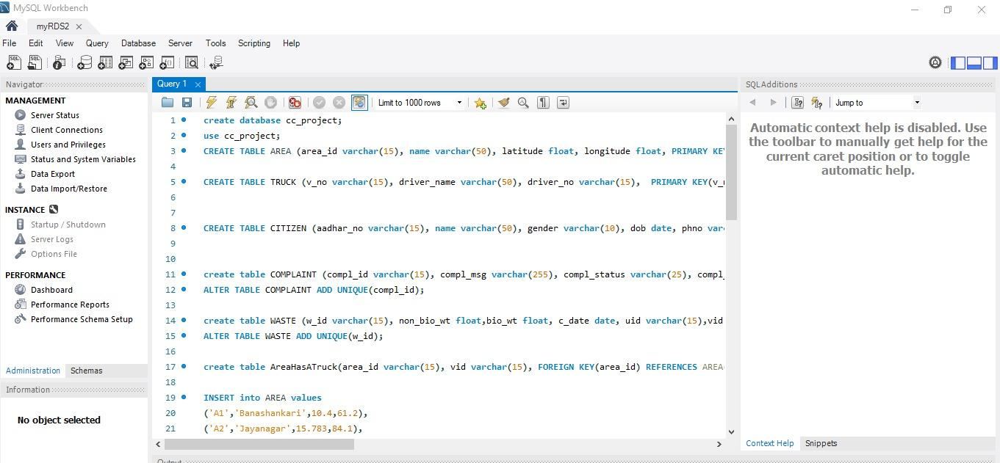 MySQL Workbench
myRDS2
File Edit View Query Database Server Tools Scripting Help
Navigator
MANAGEMENT
Server Status
Client Connections
Users and Privileges
Status and System Variables
Data Export
Data Import/Restore
INSTANCE
Startup / Shutdown
Server Logs
Options File
PERFORMANCE
Dashboard
Performance Reports
Performance Schema Setup
Administration Schemas
Information
No object selected
Query 1
Limit to 1000 rows
1 create database cc_project;
2 use cc_project;
3 CREATE TABLE AREA (area_id varchar(15), name varchar(50), latitude float, longitude float, PRIMARY KE
4
5 CREATE TABLE TRUCK (v_no varchar(15), driver_name varchar(50), driver_no varchar(15),  PRIMARY KEY(v_
6
7
8 CREATE TABLE CITIZEN (aadhar_no varchar(15), name varchar(50), gender varchar(10), dob date, phno var
9
10
11 create table COMPLAINT (compl_id varchar(15), compl_msg varchar(255), compl_status varchar(25), compl_
12 ALTER TABLE COMPLAINT ADD UNIQUE(compl_id);
13
14 create table WASTE (w_id varchar(15), non_bio_wt float,bio_wt float, c_date date, uid varchar(15),vid
15 ALTER TABLE WASTE ADD UNIQUE(w_id);
16
17 create table AreaHasATruck(area_id varchar(15), vid varchar(15), FOREIGN KEY(area_id) REFERENCES AREA
18
19 INSERT into AREA values
20 ('A1','Banashankari',10.4,61.2),
21 ('A2','Jayanagar',15.783,84.1),
Output
SQLAdditions
Jump to
Automatic context help is disabled. Use
the toolbar to manually get help for the
current caret position or to toggle
automatic help.
Context Help Snippets